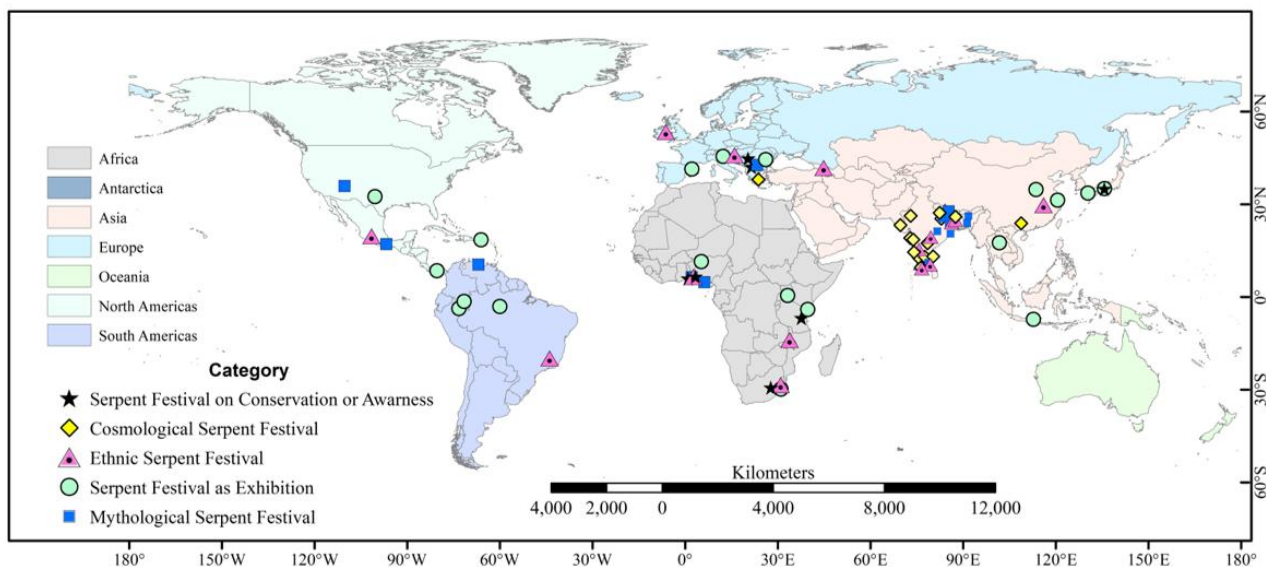 60°N
30°N
0°
30°S
60°S
Africa
Antarctica
Asia
Europe
Oceania
North Americas
South Americas
Category
Serpent Festival on Conservation or Awarness
Cosmological Serpent Festival
Ethnic Serpent Festival
Serpent Festival as Exhibition
Mythological Serpent Festival
Kilometers
4,000 2,000 0 4,000 8,000 12,000
180° 120°W 90°W 60°W 30°W 0° 30°E 60°E 90°E 120°E 150°E 180°